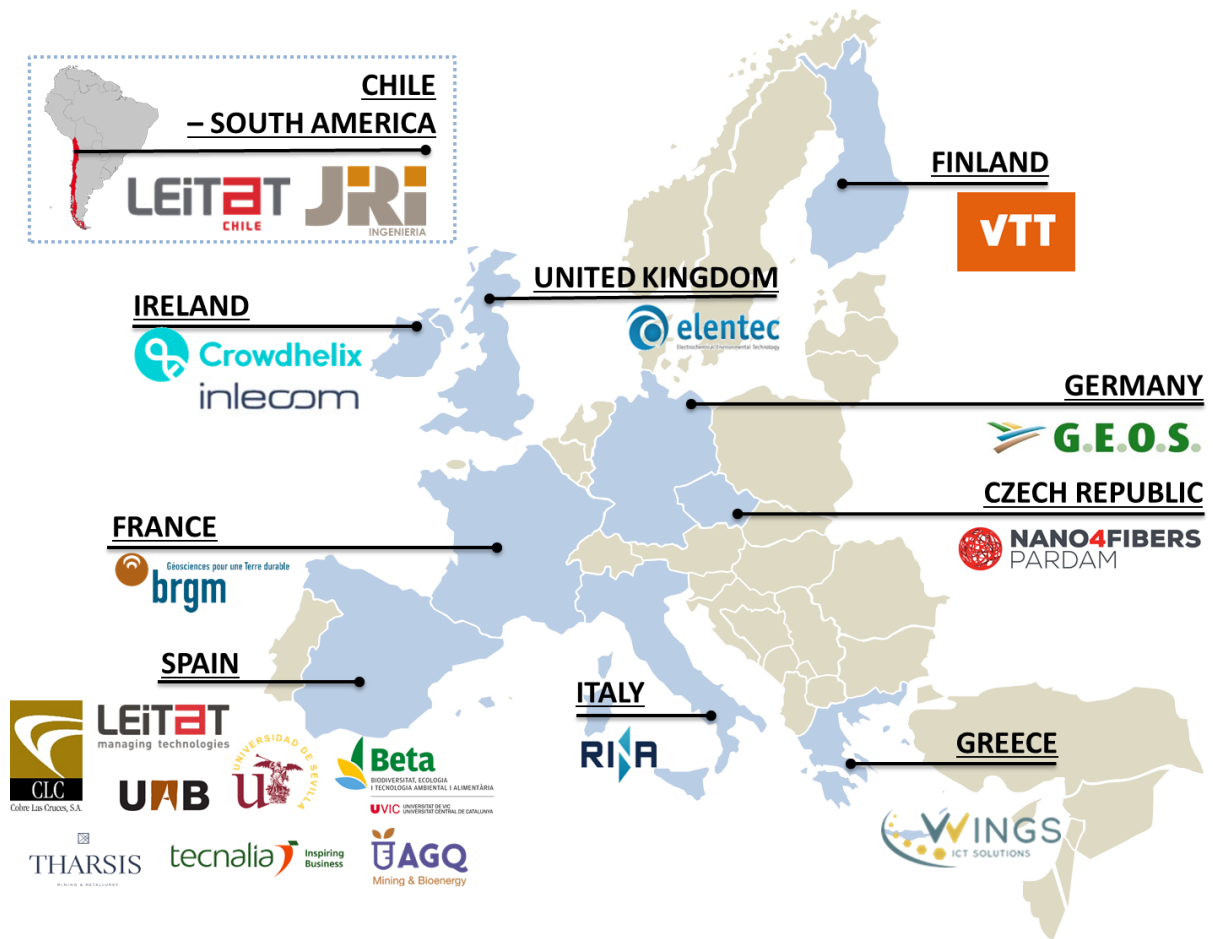 CHILE
– SOUTH AMERICA
LEITAT
CHILE
JRI
INGENIERIA
FINLAND
VTT
UNITED KINGDOM
elentec
Electrochemical Environmental Technology
IRELAND
Crowdhelix
inlecom
GERMANY
G.E.O.S.
CZECH REPUBLIC
NANO4FIBERS
PARDAM
FRANCE
Géosciences pour une Terre durable
brgm
SPAIN
CLC
Cobre Las Cruces, S.A.
LEITAT
managing technologies
UAB
UNIVERSIDAD DE SEVILLA
Beta
BIODIVERSITAT, ECOLOGIA
I TECNOLOGIA AMBIENTAL I ALIMENTÀRIA
UVIC
UNIVERSITAT DE VIC
UNIVERSITAT CENTRAL DE CATALUNYA
THARSIS
MINING & METALLURGY
tecnalia
Inspiring
Business
AGQ
Mining & Bioenergy
ITALY
RINA
GREECE
WINGS
ICT SOLUTIONS